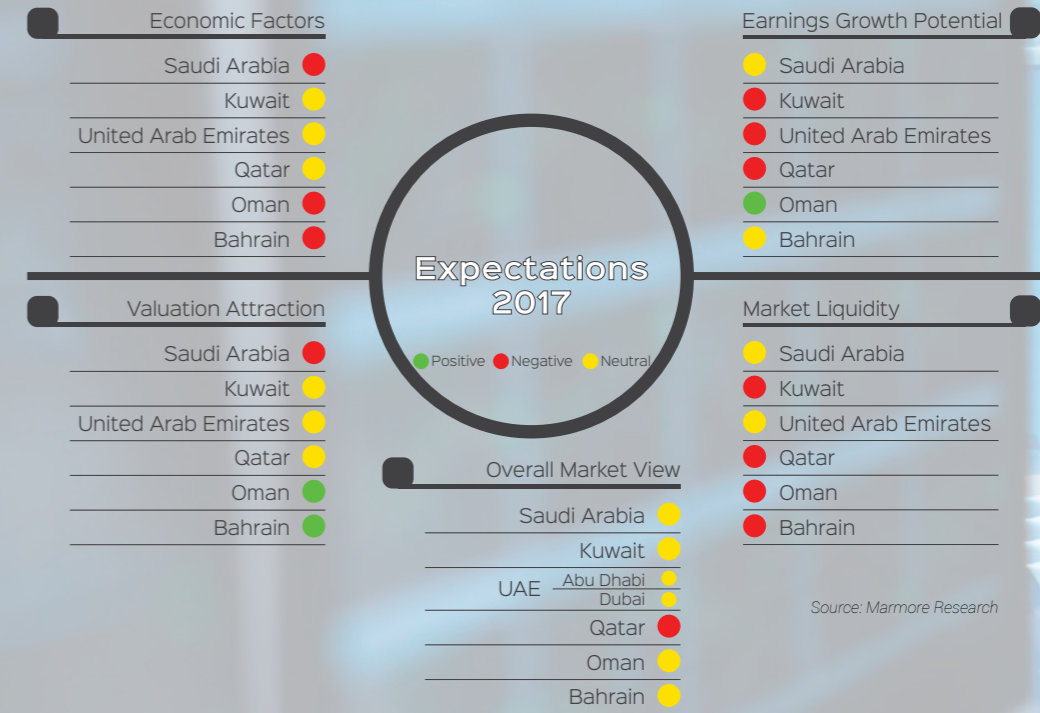 Economic Factors
Saudi Arabia
Kuwait
United Arab Emirates
Qatar
Oman
Bahrain
Earnings Growth Potential
Saudi Arabia
Kuwait
United Arab Emirates
Qatar
Oman
Bahrain
Expectations
2017
Positive Negative Neutral
Valuation Attraction
Saudi Arabia
Kuwait
United Arab Emirates
Qatar
Oman
Bahrain
Market Liquidity
Saudi Arabia
Kuwait
United Arab Emirates
Qatar
Oman
Bahrain
Overall Market View
Saudi Arabia
Kuwait
UAE
Abu Dhabi
Dubai
Qatar
Oman
Bahrain
Source: Marmore Research